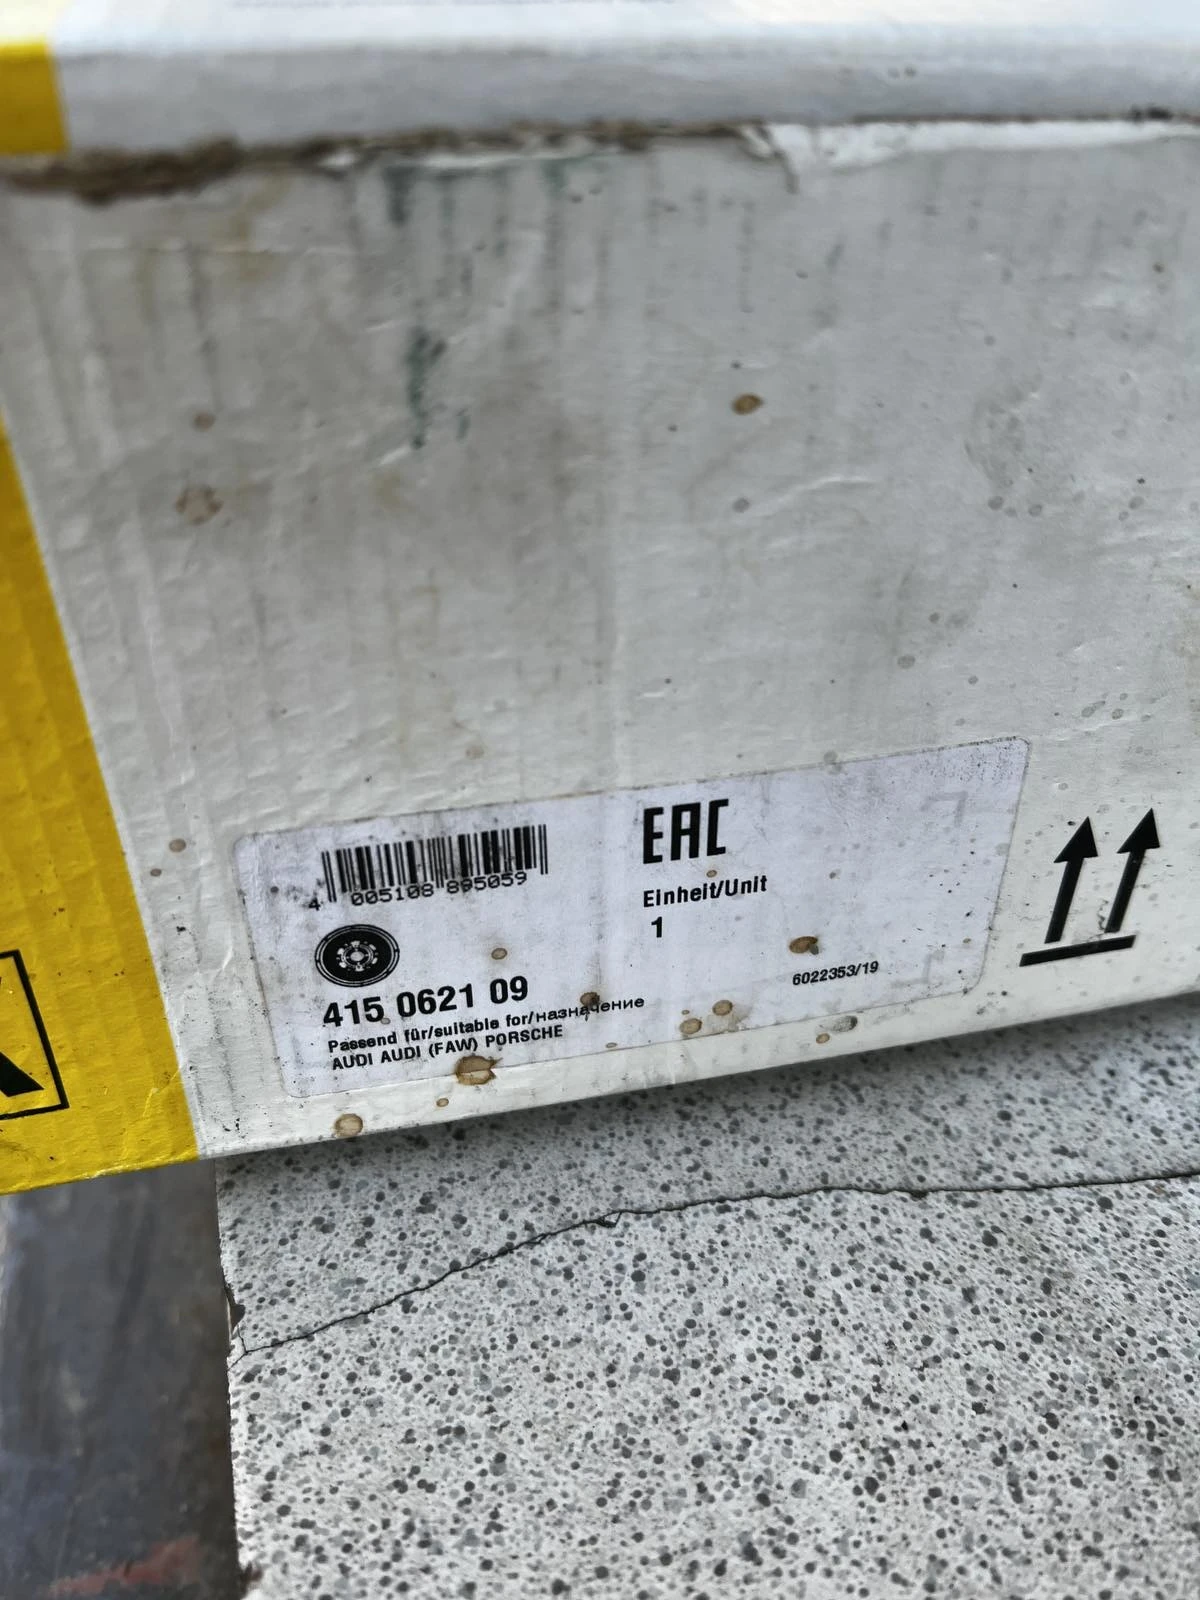 4 005108 895059
EAC
Einheit/Unit
1
415 0621 09
Passend für/suitable for/назначение
AUDI AUDI (FAW) PORSCHE
6022353/19